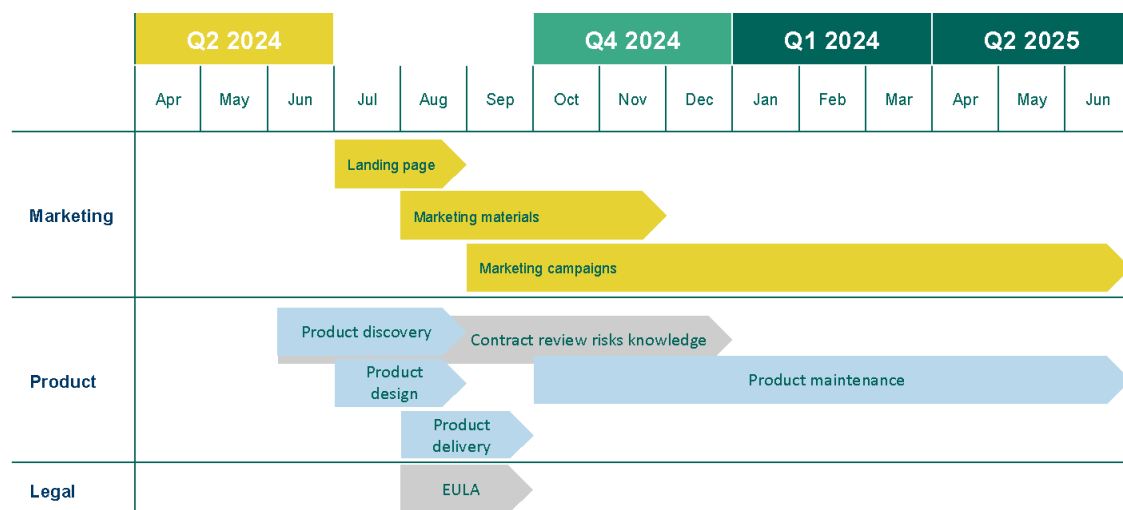 Q2 2024
Q4 2024
Q1 2024
Q2 2025
Apr
May
Jun
Jul
Aug
Sep
Oct
Nov
Dec
Jan
Feb
Mar
Apr
May
Jun
Marketing
Landing page
Marketing materials
Marketing campaigns
Product
Product discovery
Contract review risks knowledge
Product
design
Product maintenance
Product
delivery
Legal
EULA